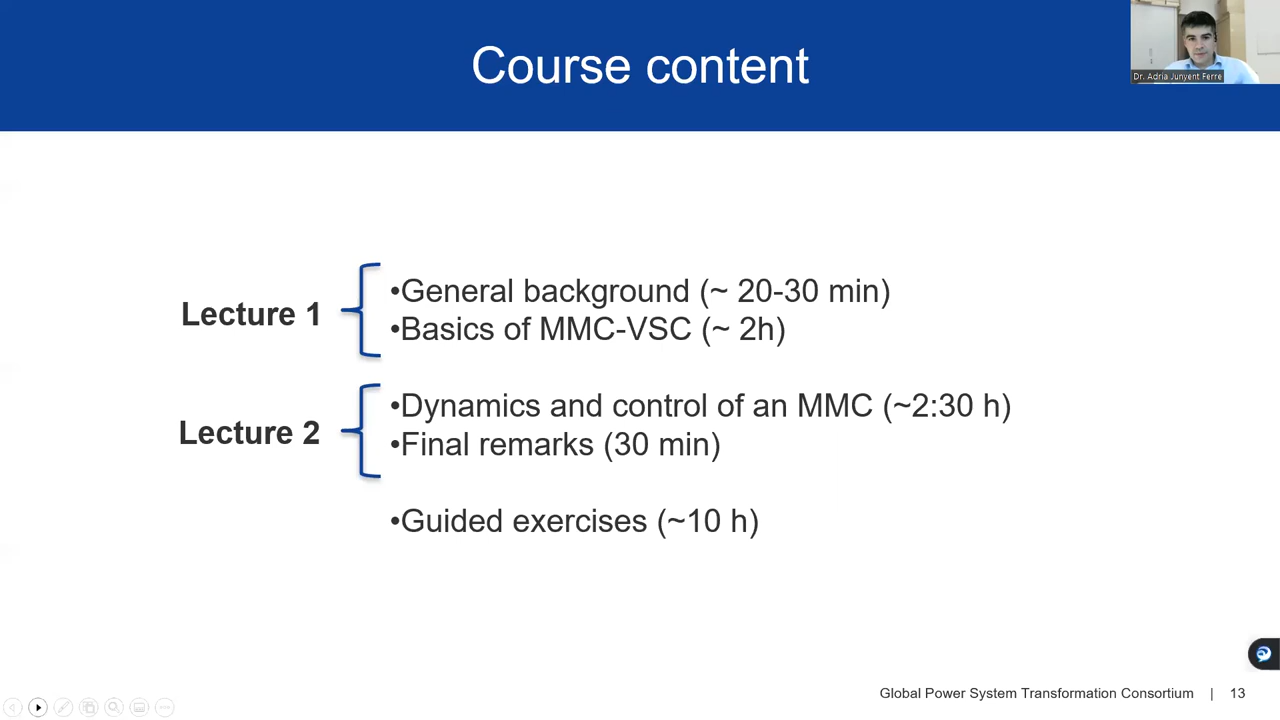 Course content
Dr. Adria Junyent Ferre
Lecture 1
•General background (~ 20-30 min)
•Basics of MMC-VSC (~ 2h)
Lecture 2
•Dynamics and control of an MMC (~2:30 h)
•Final remarks (30 min)
•Guided exercises (~10 h)
Global Power System Transformation Consortium | 13